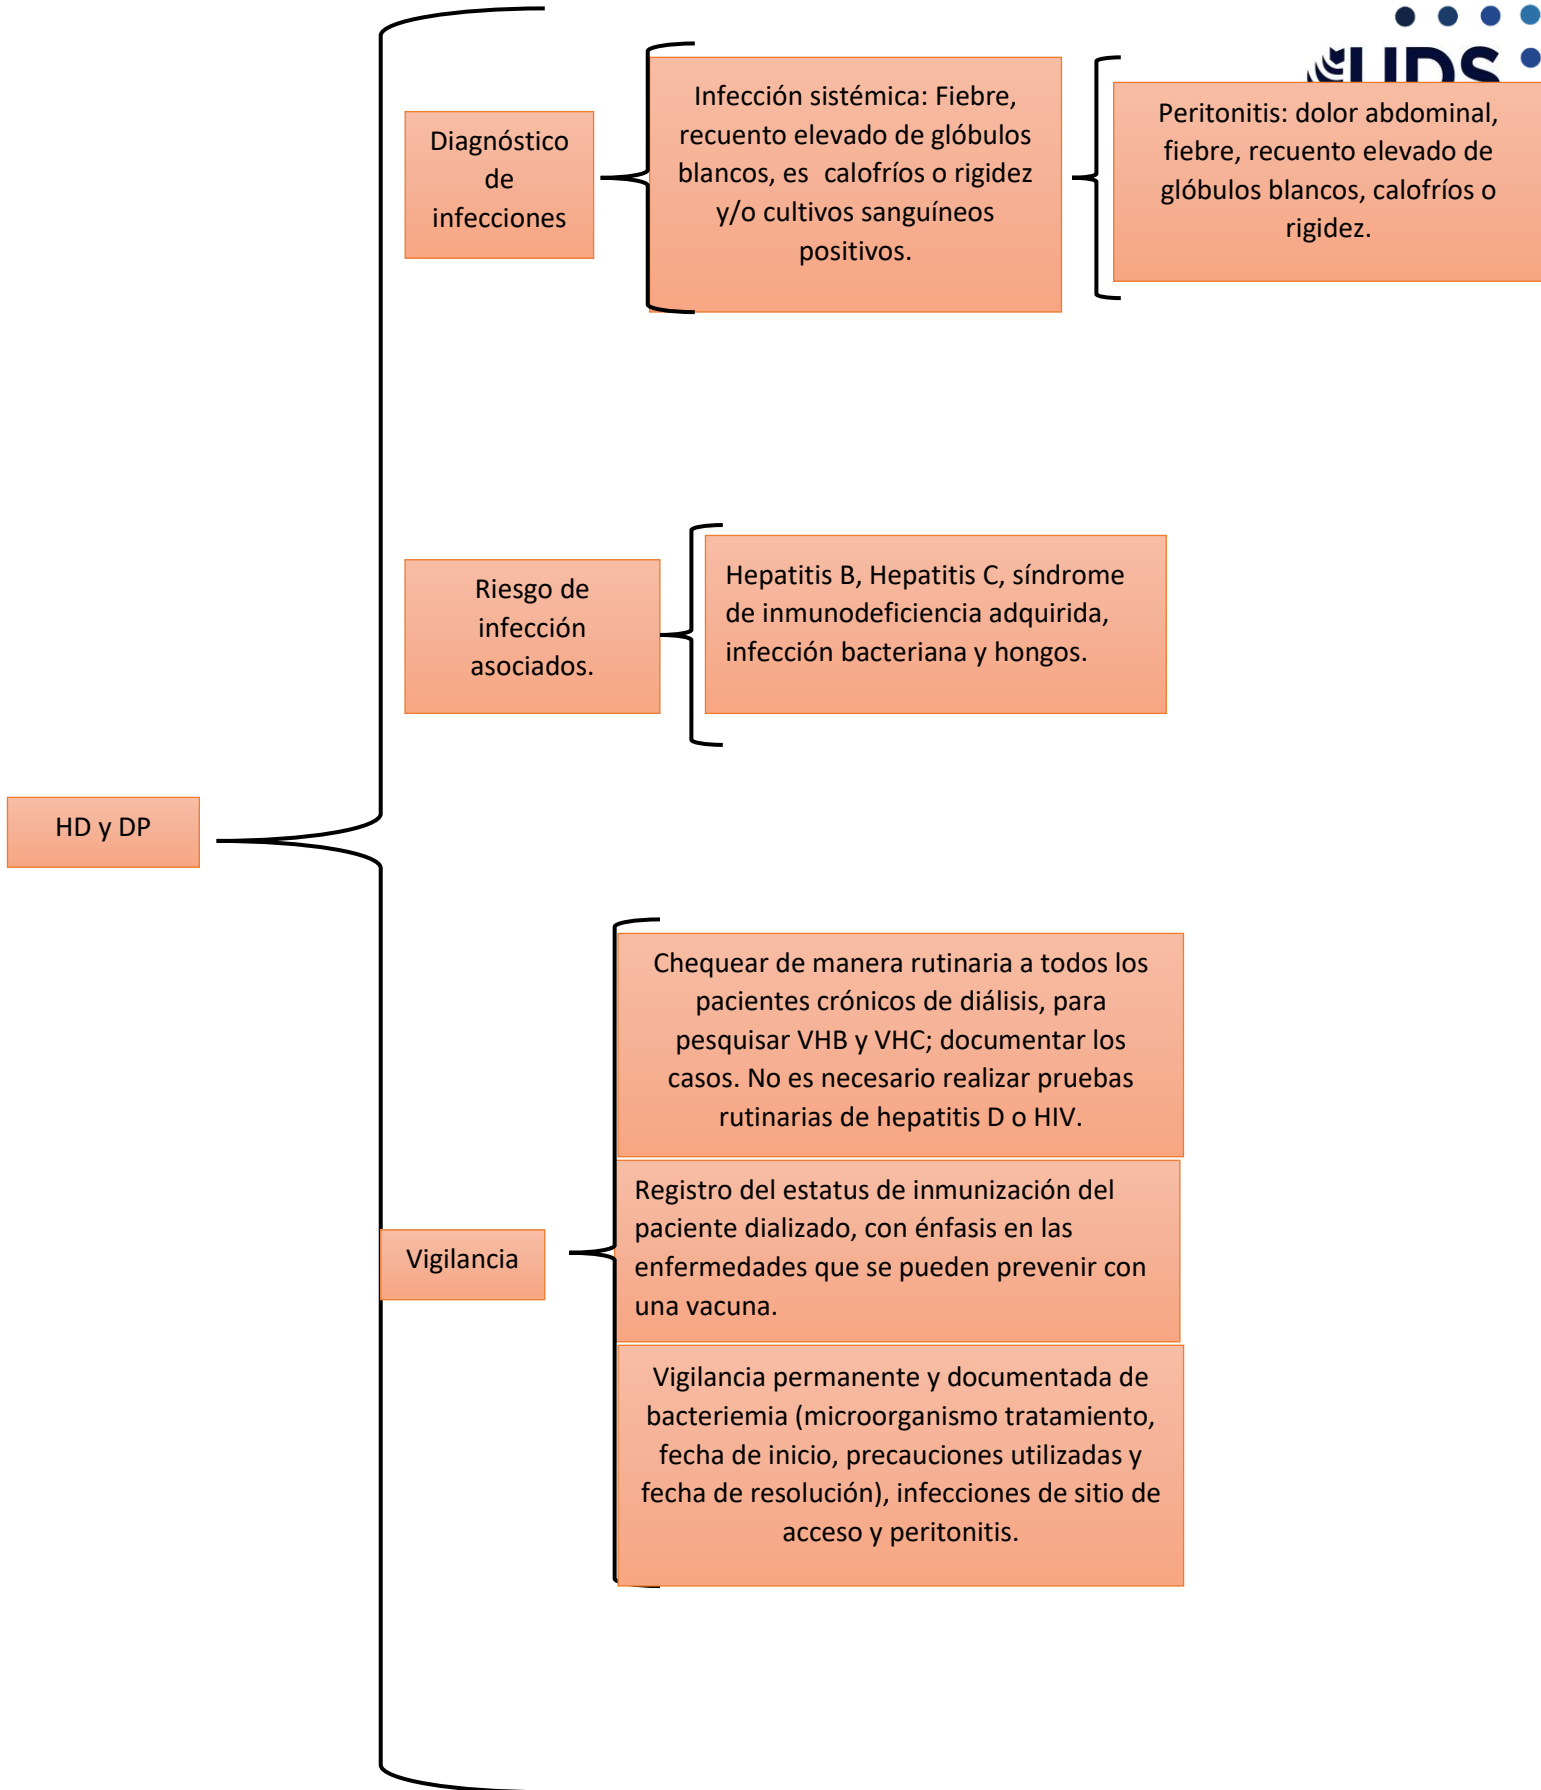 UDS
Diagnóstico
de
infecciones
Infección sistémica: Fiebre,
recuento elevado de glóbulos
blancos, es  calofríos o rigidez
y/o cultivos sanguíneos
positivos.
Peritonitis: dolor abdominal,
fiebre, recuento elevado de
glóbulos blancos, calofríos o
rigidez.
Riesgo de
infección
asociados.
Hepatitis B, Hepatitis C, síndrome
de inmunodeficiencia adquirida,
infección bacteriana y hongos.
HD y DP
Vigilancia
Chequear de manera rutinaria a todos los
pacientes crónicos de diálisis, para
pesquisar VHB y VHC; documentar los
casos. No es necesario realizar pruebas
rutinarias de hepatitis D o HIV.
Registro del estatus de inmunización del
paciente dializado, con énfasis en las
enfermedades que se pueden prevenir con
una vacuna.
Vigilancia permanente y documentada de
bacteriemia (microorganismo tratamiento,
fecha de inicio, precauciones utilizadas y
fecha de resolución), infecciones de sitio de
acceso y peritonitis.